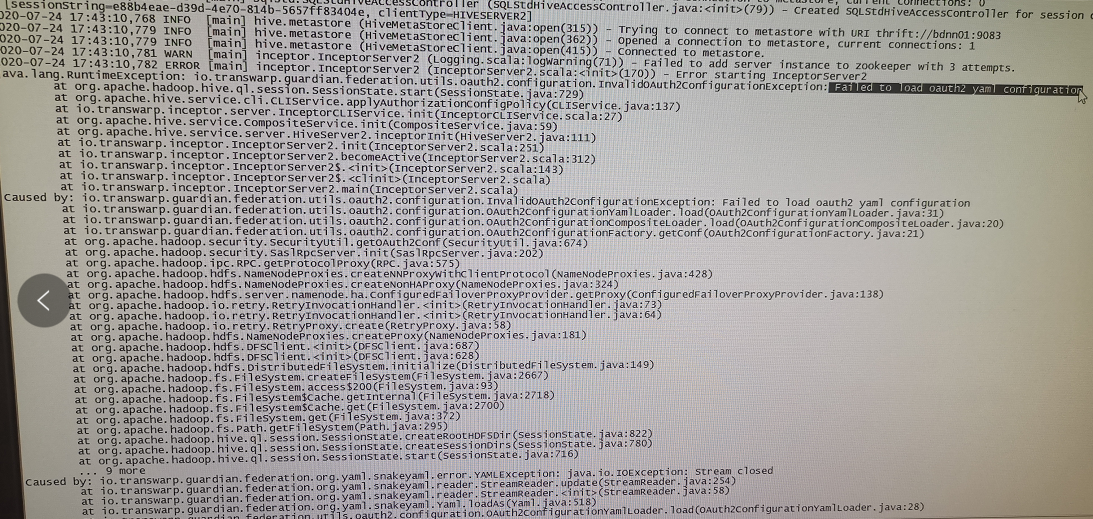 [sessionString=e88b4eae-d39d-4e70-814b-5657ff83404e, clientType=HIVESERVER2] (SQLStdHiveAccessController.java:<init>(79)) - Created SQLStdHiveAccessController for session
020-07-24 17:43:10,768 INFO [main] hive.metastore (HiveMetaStoreClient.java:open(315)) - Trying to connect to metastore with URI thrift://bdnn01:9083
020-07-24 17:43:10,779 INFO [main] hive.metastore (HiveMetaStoreClient.java:open(362)) - Opened a connection to metastore, current connections: 1
020-07-24 17:43:10,779 INFO [main] hive.metastore (HiveMetaStoreClient.java:open(415)) - Connected to metastore.
020-07-24 17:43:10,781 WARN [main] inceptor.InceptorServer2 (Logging.scala:logWarning(71)) - Failed to add server instance to zookeeper with 3 attempts.
020-07-24 17:43:10,782 ERROR [main] inceptor.InceptorServer2 (InceptorServer2.scala:<init>(170)) - Error starting InceptorServer2
ava.lang.RuntimeException: io.transwarp.guardian.federation.utils.oauth2.configuration.InvalidOAuth2ConfigurationException: Failed to load oauth2 yaml configuration
at org.apache.hadoop.hive.ql.session.SessionState.start(SessionState.java:729)
at org.apache.hive.service.cli.CLIService.applyAuthorizationConfigPolicy(CLIService.java:137)
at io.transwarp.inceptor.server.InceptorCLIService.init(InceptorCLIService.scala:27)
at org.apache.hive.service.CompositeService.init(CompositeService.java:59)
at org.apache.hive.service.server.HiveServer2.inceptorInit(HiveServer2.java:111)
at io.transwarp.inceptor.InceptorServer2.init(InceptorServer2.scala:251)
at io.transwarp.inceptor.InceptorServer2.becomeActive(InceptorServer2.scala:312)
at io.transwarp.inceptor.InceptorServer2$.<init>(InceptorServer2.scala:143)
at io.transwarp.inceptor.InceptorServer2$.<clinit>(InceptorServer2.scala)
at io.transwarp.inceptor.InceptorServer2.main(InceptorServer2.scala)
Caused by: io.transwarp.guardian.federation.utils.oauth2.configuration.InvalidOAuth2ConfigurationException: Failed to load oauth2 yaml configuration
at io.transwarp.guardian.federation.utils.oauth2.configuration.OAuth2ConfigurationYamlLoader.load(OAuth2ConfigurationYamlLoader.java:31)
at io.transwarp.guardian.federation.utils.oauth2.configuration.OAuth2ConfigurationCompositeLoader.load(OAuth2ConfigurationCompositeLoader.java:20)
at io.transwarp.guardian.federation.utils.oauth2.configuration.OAuth2ConfigurationFactory.getConf(OAuth2ConfigurationFactory.java:21)
at org.apache.hadoop.security.SecurityUtil.getOAuth2Conf(SecurityUtil.java:674)
at org.apache.hadoop.security.SaslRpcServer.init(SaslRpcServer.java:202)
at org.apache.hadoop.ipc.RPC.getProtocolProxy(RPC.java:575)
at org.apache.hadoop.hdfs.NameNodeProxies.createNNProxyWithClientProtocol(NameNodeProxies.java:428)
at org.apache.hadoop.hdfs.NameNodeProxies.createNonHAProxy(NameNodeProxies.java:324)
at org.apache.hadoop.hdfs.server.namenode.ha.ConfiguredFailoverProxyProvider.getProxy(ConfiguredFailoverProxyProvider.java:138)
at org.apache.hadoop.io.retry.RetryInvocationHandler.<init>(RetryInvocationHandler.java:73)
at org.apache.hadoop.io.retry.RetryInvocationHandler.<init>(RetryInvocationHandler.java:64)
at org.apache.hadoop.io.retry.RetryProxy.create(RetryProxy.java:58)
at org.apache.hadoop.hdfs.NameNodeProxies.createProxy(NameNodeProxies.java:181)
at org.apache.hadoop.hdfs.DFSClient.<init>(DFSClient.java:687)
at org.apache.hadoop.hdfs.DFSClient.<init>(DFSClient.java:628)
at org.apache.hadoop.hdfs.DistributedFileSystem.initialize(DistributedFileSystem.java:149)
at org.apache.hadoop.fs.FileSystem.createFileSystem(FileSystem.java:2667)
at org.apache.hadoop.fs.FileSystem.access$200(FileSystem.java:93)
at org.apache.hadoop.fs.FileSystem$Cache.getInternal(FileSystem.java:2718)
at org.apache.hadoop.fs.FileSystem$Cache.get(FileSystem.java:2700)
at org.apache.hadoop.fs.FileSystem.get(FileSystem.java:372)
at org.apache.hadoop.fs.Path.getFileSystem(Path.java:295)
at org.apache.hadoop.hive.ql.session.SessionState.createRootHDFSDir(SessionState.java:822)
at org.apache.hadoop.hive.ql.session.SessionState.createSessionDirs(SessionState.java:780)
at org.apache.hadoop.hive.ql.session.SessionState.start(SessionState.java:716)
... 9 more
Caused by: io.transwarp.guardian.federation.org.yaml.snakeyaml.error.YAMLException: java.io.IOException: Stream closed
at io.transwarp.guardian.federation.org.yaml.snakeyaml.reader.StreamReader.update(StreamReader.java:254)
at io.transwarp.guardian.federation.org.yaml.snakeyaml.reader.StreamReader.<init>(StreamReader.java:58)
at io.transwarp.guardian.federation.org.yaml.snakeyaml.Yaml.loadAs(Yaml.java:518)
at io.transwarp.guardian.federation.utils.oauth2.configuration.OAuth2ConfigurationYamlLoader.load(OAuth2ConfigurationYamlLoader.java:28)